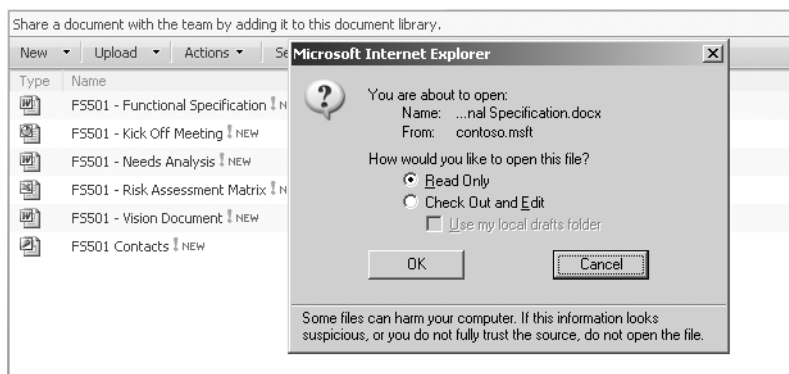 Share a document with the team by adding it to this document library.
New Upload Actions Se
Type Name
FS501 - Functional Specification ! N
FS501 - Kick Off Meeting ! NEW
FS501 - Needs Analysis ! NEW
FS501 - Risk Assessment Matrix ! N
FS501 - Vision Document ! NEW
FS501 Contacts ! NEW
Microsoft Internet Explorer
You are about to open:
Name: ...nal Specification.docx
From: contoso.msft
How would you like to open this file?
Read Only
Check Out and Edit
Use my local drafts folder
OK Cancel
Some files can harm your computer. If this information looks
suspicious, or you do not fully trust the source, do not open the file.